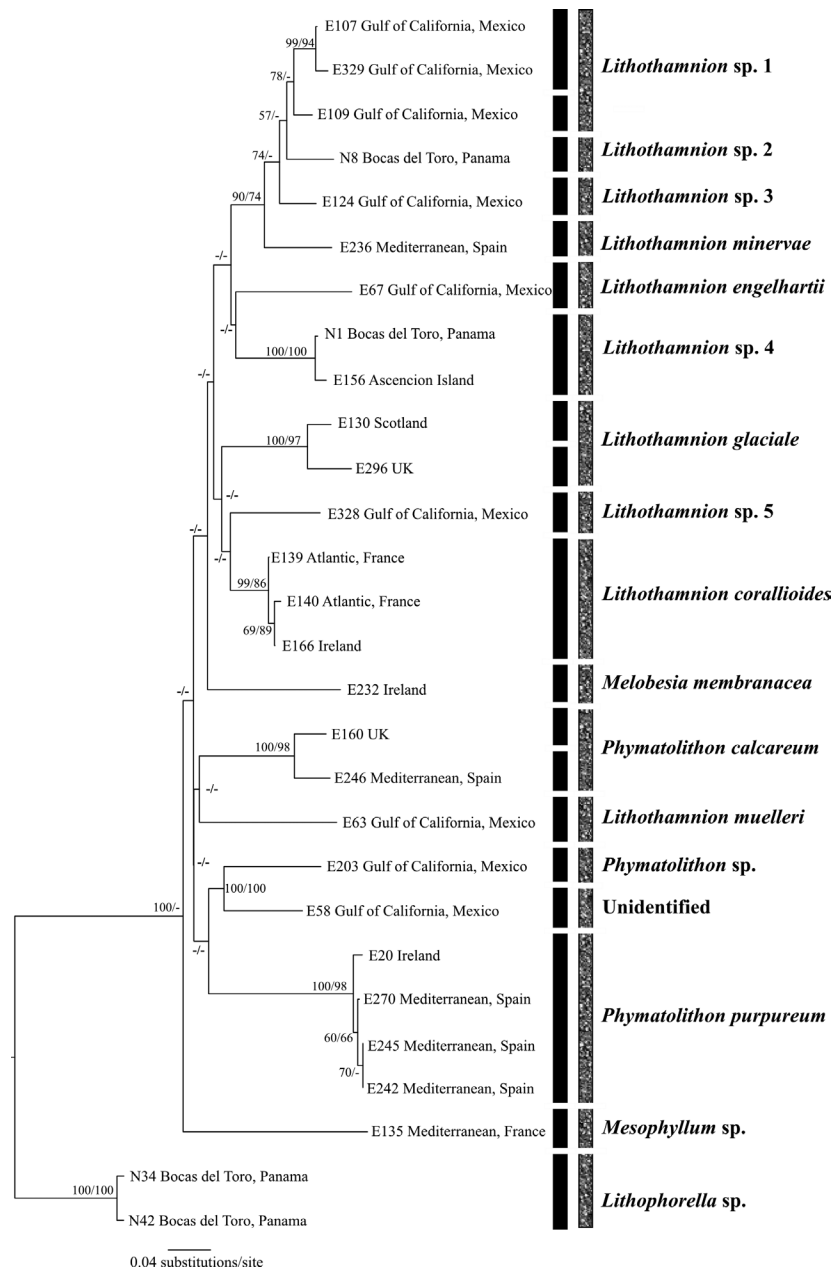 E107 Gulf of California, Mexico
99/94
E329 Gulf of California, Mexico
Lithothamnion sp. 1
78/-
E109 Gulf of California, Mexico
57/-
N8 Bocas del Toro, Panama
Lithothamnion sp. 2
74/-
E124 Gulf of California, Mexico
Lithothamnion sp. 3
90/74
E236 Mediterranean, Spain
Lithothamnion minervae
-/-
E67 Gulf of California, Mexico
Lithothamnion engelhartii
-/-
N1 Bocas del Toro, Panama
Lithothamnion sp. 4
100/100
E156 Ascencion Island
-/-
E130 Scotland
100/97
Lithothamnion glaciale
E296 UK
-/-
E328 Gulf of California, Mexico
Lithothamnion sp. 5
-/-
-/-
E139 Atlantic, France
99/86
Lithothamnion corallioides
E140 Atlantic, France
69/89
E166 Ireland
E232 Ireland
Melobesia membranacea
-/-
E160 UK
100/98
Phymatolithon calcareum
E246 Mediterranean, Spain
-/-
E63 Gulf of California, Mexico
Lithothamnion muelleri
-/-
E203 Gulf of California, Mexico
Phymatolithon sp.
100/100
E58 Gulf of California, Mexico
Unidentified
100/-
-/-
E20 Ireland
100/98
E270 Mediterranean, Spain
Phymatolithon purpureum
60/66
E245 Mediterranean, Spain
70/-
E242 Mediterranean, Spain
E135 Mediterranean, France
Mesophyllum sp.
N34 Bocas del Toro, Panama
100/100
Lithophorella sp.
N42 Bocas del Toro, Panama
0.04 substitutions/site